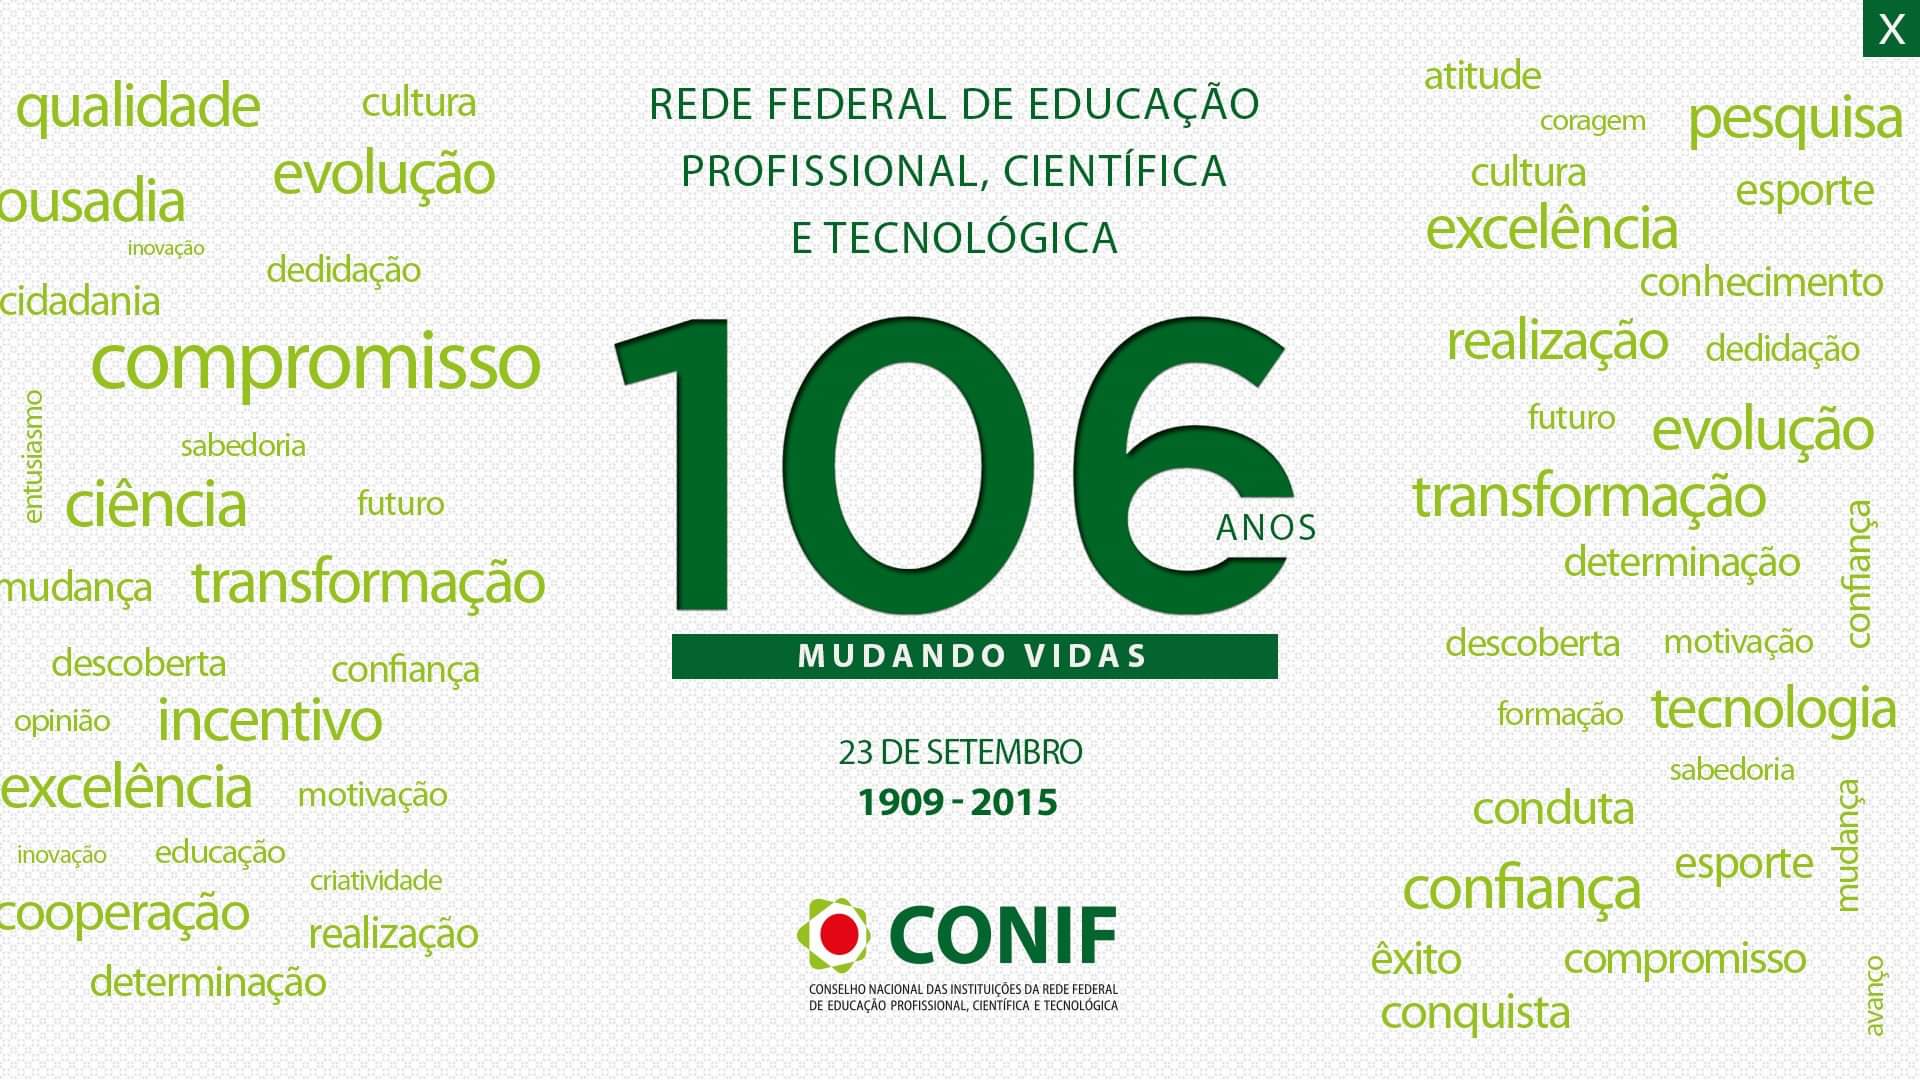 X
qualidade
cultura
evolução
ousadia
inovação
dedidação
cidadania
compromisso
entusiasmo
sabedoria
ciência
futuro
mudança
transformação
descoberta
confiança
opinião
incentivo
excelência
motivação
inovação
educação
criatividade
cooperação
realização
determinação
REDE FEDERAL DE EDUCAÇÃO
PROFISSIONAL, CIENTÍFICA
E TECNOLÓGICA
106
ANOS
MUDANDO VIDAS
23 DE SETEMBRO
1909 - 2015
CONIF
CONSELHO NACIONAL DAS INSTITUIÇÕES DA REDE FEDERAL
DE EDUCAÇÃO PROFISSIONAL, CIENTÍFICA E TECNOLÓGICA
atitude
coragem
pesquisa
cultura
esporte
excelência
conhecimento
realização
dedidação
futuro
evolução
transformação
confiança
determinação
descoberta
motivação
formação
tecnologia
sabedoria
conduta
mudança
esporte
confiança
êxito
compromisso
avanço
conquista